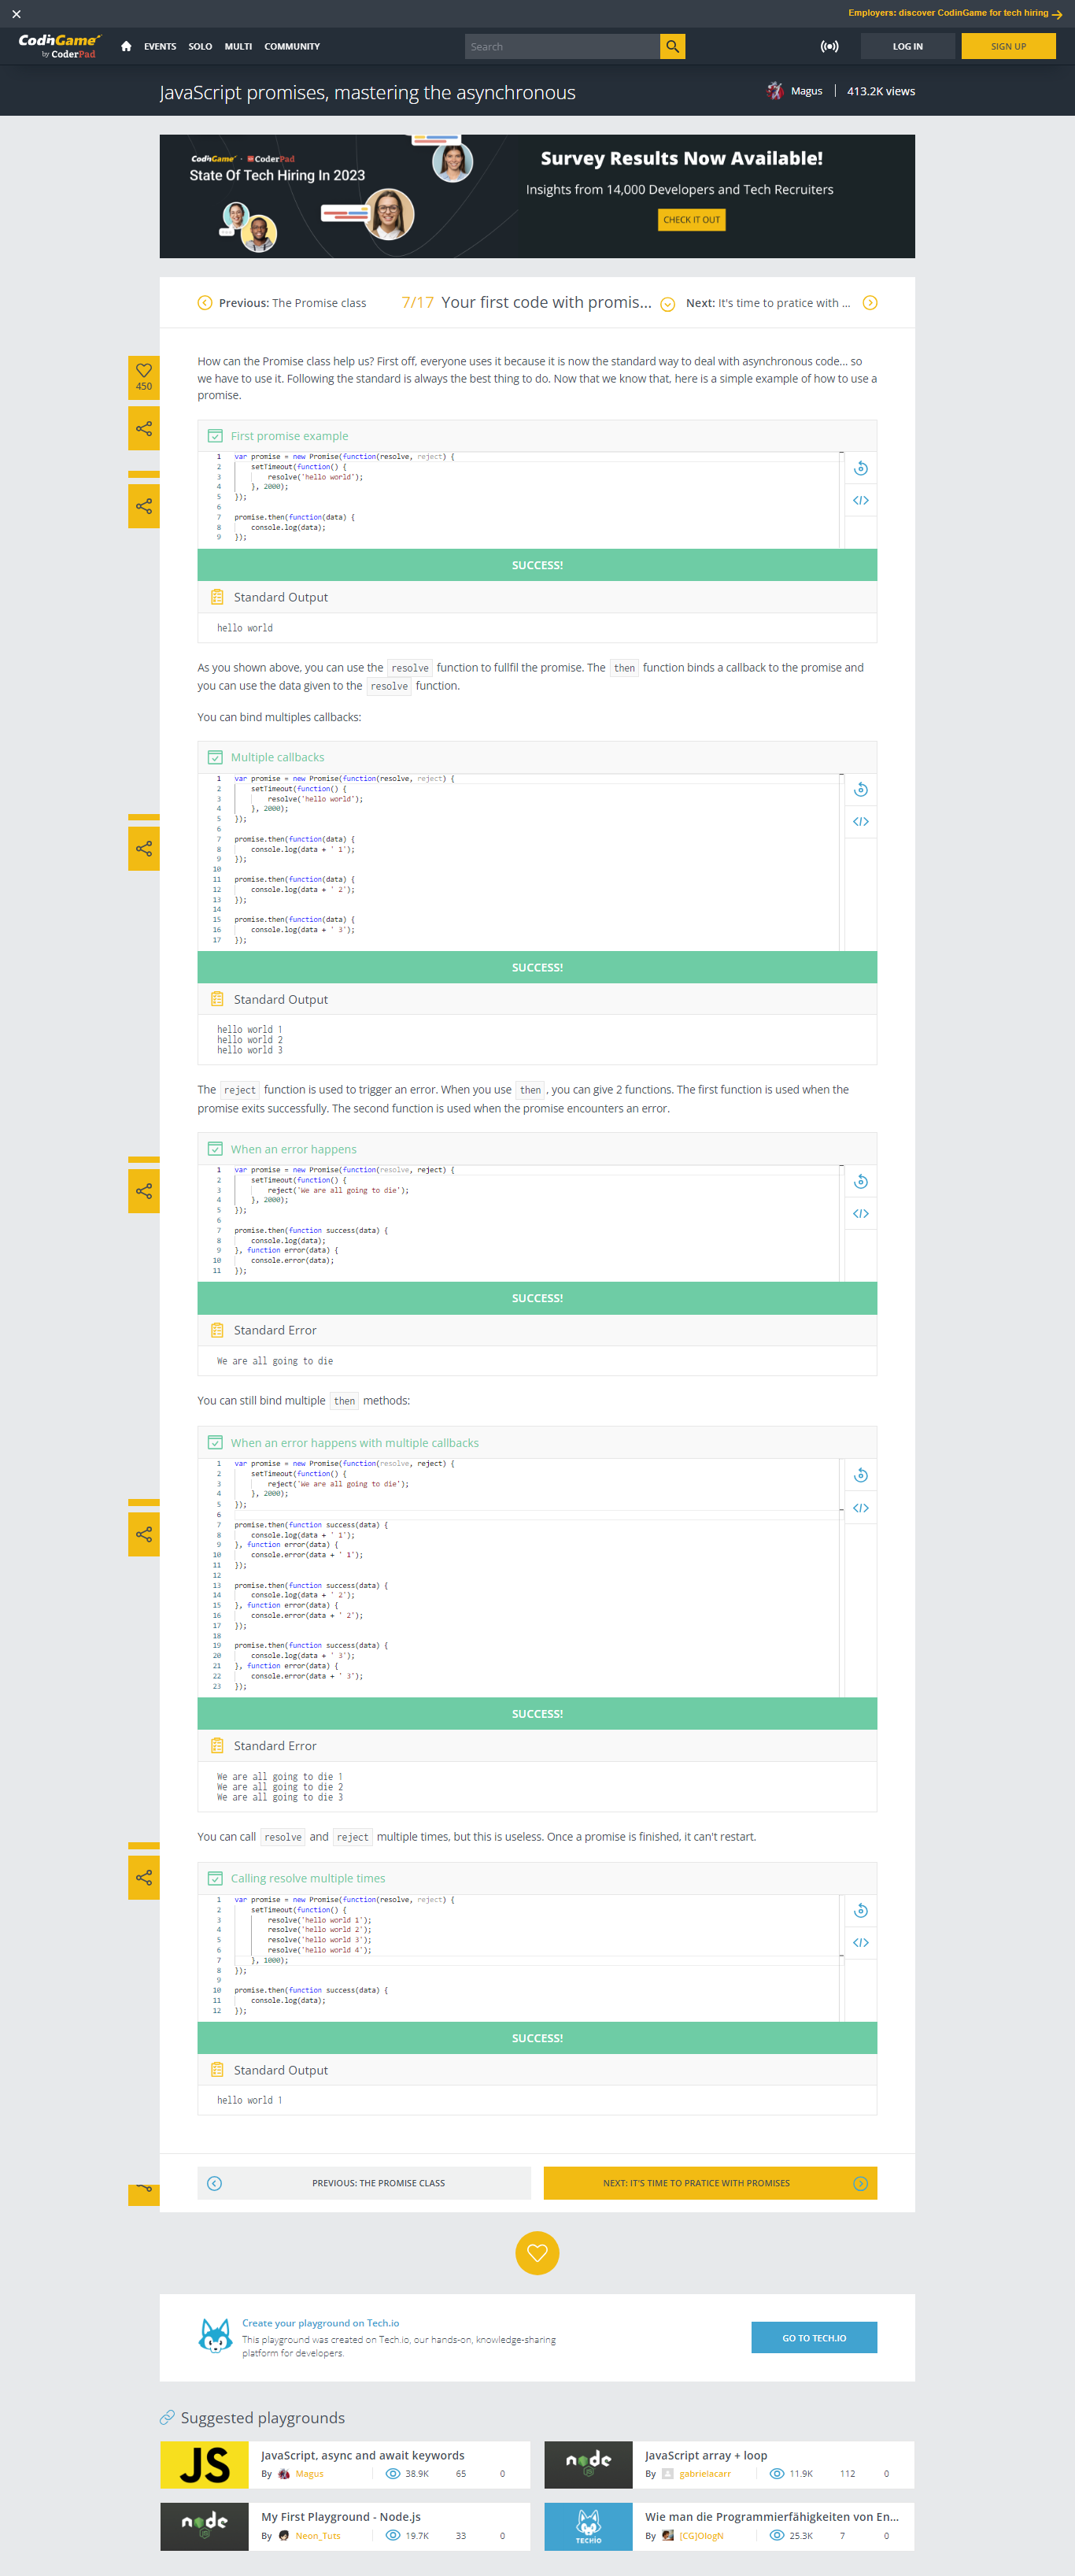 Employers: discover CodinGame for tech hiring
CodinGame
by CoderPad
EVENTS SOLO MULTI COMMUNITY
Search
LOG IN
SIGN UP
JavaScript promises, mastering the asynchronous
Magus
413.2K views
CodinGame · CoderPad
State Of Tech Hiring In 2023
Survey Results Now Available!
Insights from 14,000 Developers and Tech Recruiters
CHECK IT OUT
Previous: The Promise class
7/17 Your first code with promis...
Next: It's time to pratice with ...
450
How can the Promise class help us? First off, everyone uses it because it is now the standard way to deal with asynchronous code... so
we have to use it. Following the standard is always the best thing to do. Now that we know that, here is a simple example of how to use a
promise.
First promise example
1 var promise = new Promise(function(resolve, reject) {
2 setTimeout(function() {
3 resolve('hello world');
4 }, 2000);
5 });
6
7 promise.then(function(data) {
8 console.log(data);
9 });
SUCCESS!
Standard Output
hello world
As you shown above, you can use the resolve function to fullfil the promise. The then function binds a callback to the promise and
you can use the data given to the resolve function.
You can bind multiples callbacks:
Multiple callbacks
1 var promise = new Promise(function(resolve, reject) {
2 setTimeout(function() {
3 resolve('hello world');
4 }, 2000);
5 });
6
7 promise.then(function(data) {
8 console.log(data + ' 1');
9 });
10
11 promise.then(function(data) {
12 console.log(data + ' 2');
13 });
14
15 promise.then(function(data) {
16 console.log(data + ' 3');
17 });
SUCCESS!
Standard Output
hello world 1
hello world 2
hello world 3
The reject function is used to trigger an error. When you use then , you can give 2 functions. The first function is used when the
promise exits successfully. The second function is used when the promise encounters an error.
When an error happens
1 var promise = new Promise(function(resolve, reject) {
2 setTimeout(function() {
3 reject('We are all going to die');
4 }, 2000);
5 });
6
7 promise.then(function success(data) {
8 console.log(data);
9 }, function error(data) {
10 console.error(data);
11 });
SUCCESS!
Standard Error
We are all going to die
You can still bind multiple then methods:
When an error happens with multiple callbacks
1 var promise = new Promise(function(resolve, reject) {
2 setTimeout(function() {
3 reject('We are all going to die');
4 }, 2000);
5 });
6
7 promise.then(function success(data) {
8 console.log(data + ' 1');
9 }, function error(data) {
10 console.error(data + ' 1');
11 });
12
13 promise.then(function success(data) {
14 console.log(data + ' 2');
15 }, function error(data) {
16 console.error(data + ' 2');
17 });
18
19 promise.then(function success(data) {
20 console.log(data + ' 3');
21 }, function error(data) {
22 console.error(data + ' 3');
23 });
SUCCESS!
Standard Error
We are all going to die 1
We are all going to die 2
We are all going to die 3
You can call resolve and reject multiple times, but this is useless. Once a promise is finished, it can't restart.
Calling resolve multiple times
1 var promise = new Promise(function(resolve, reject) {
2 setTimeout(function() {
3 resolve('hello world 1');
4 resolve('hello world 2');
5 resolve('hello world 3');
6 resolve('hello world 4');
7 }, 1000);
8 });
9
10 promise.then(function success(data) {
11 console.log(data);
12 });
SUCCESS!
Standard Output
hello world 1
PREVIOUS: THE PROMISE CLASS
NEXT: IT'S TIME TO PRATICE WITH PROMISES
Create your playground on Tech.io
This playground was created on Tech.io, our hands-on, knowledge-sharing
platform for developers.
GO TO TECH.IO
Suggested playgrounds
JS
JavaScript, async and await keywords
By Magus 38.9K 65 0
node
JavaScript array + loop
By gabrielacarr 11.9K 112 0
node
My First Playground - Node.js
By Neon_Tuts 19.7K 33 0
TECHIO
Wie man die Programmierfähigkeiten von En...
By [CG]OlogN 25.3K 7 0